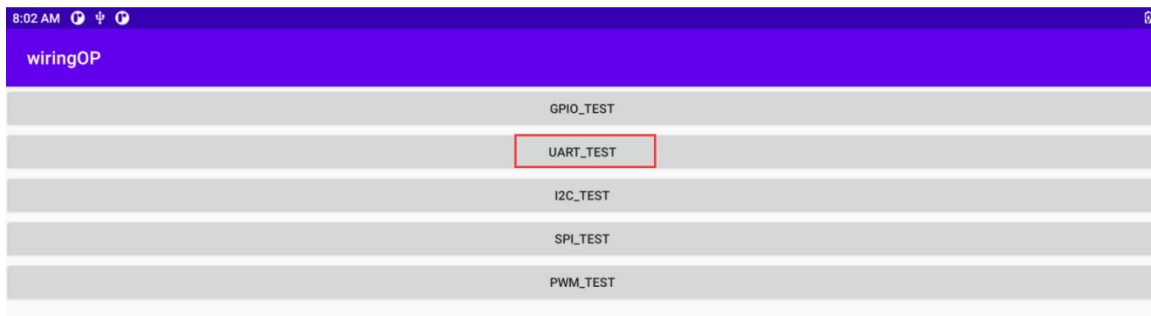 8:02 AM
wiringOP
GPIO_TEST
UART_TEST
I2C_TEST
SPI_TEST
PWM_TEST